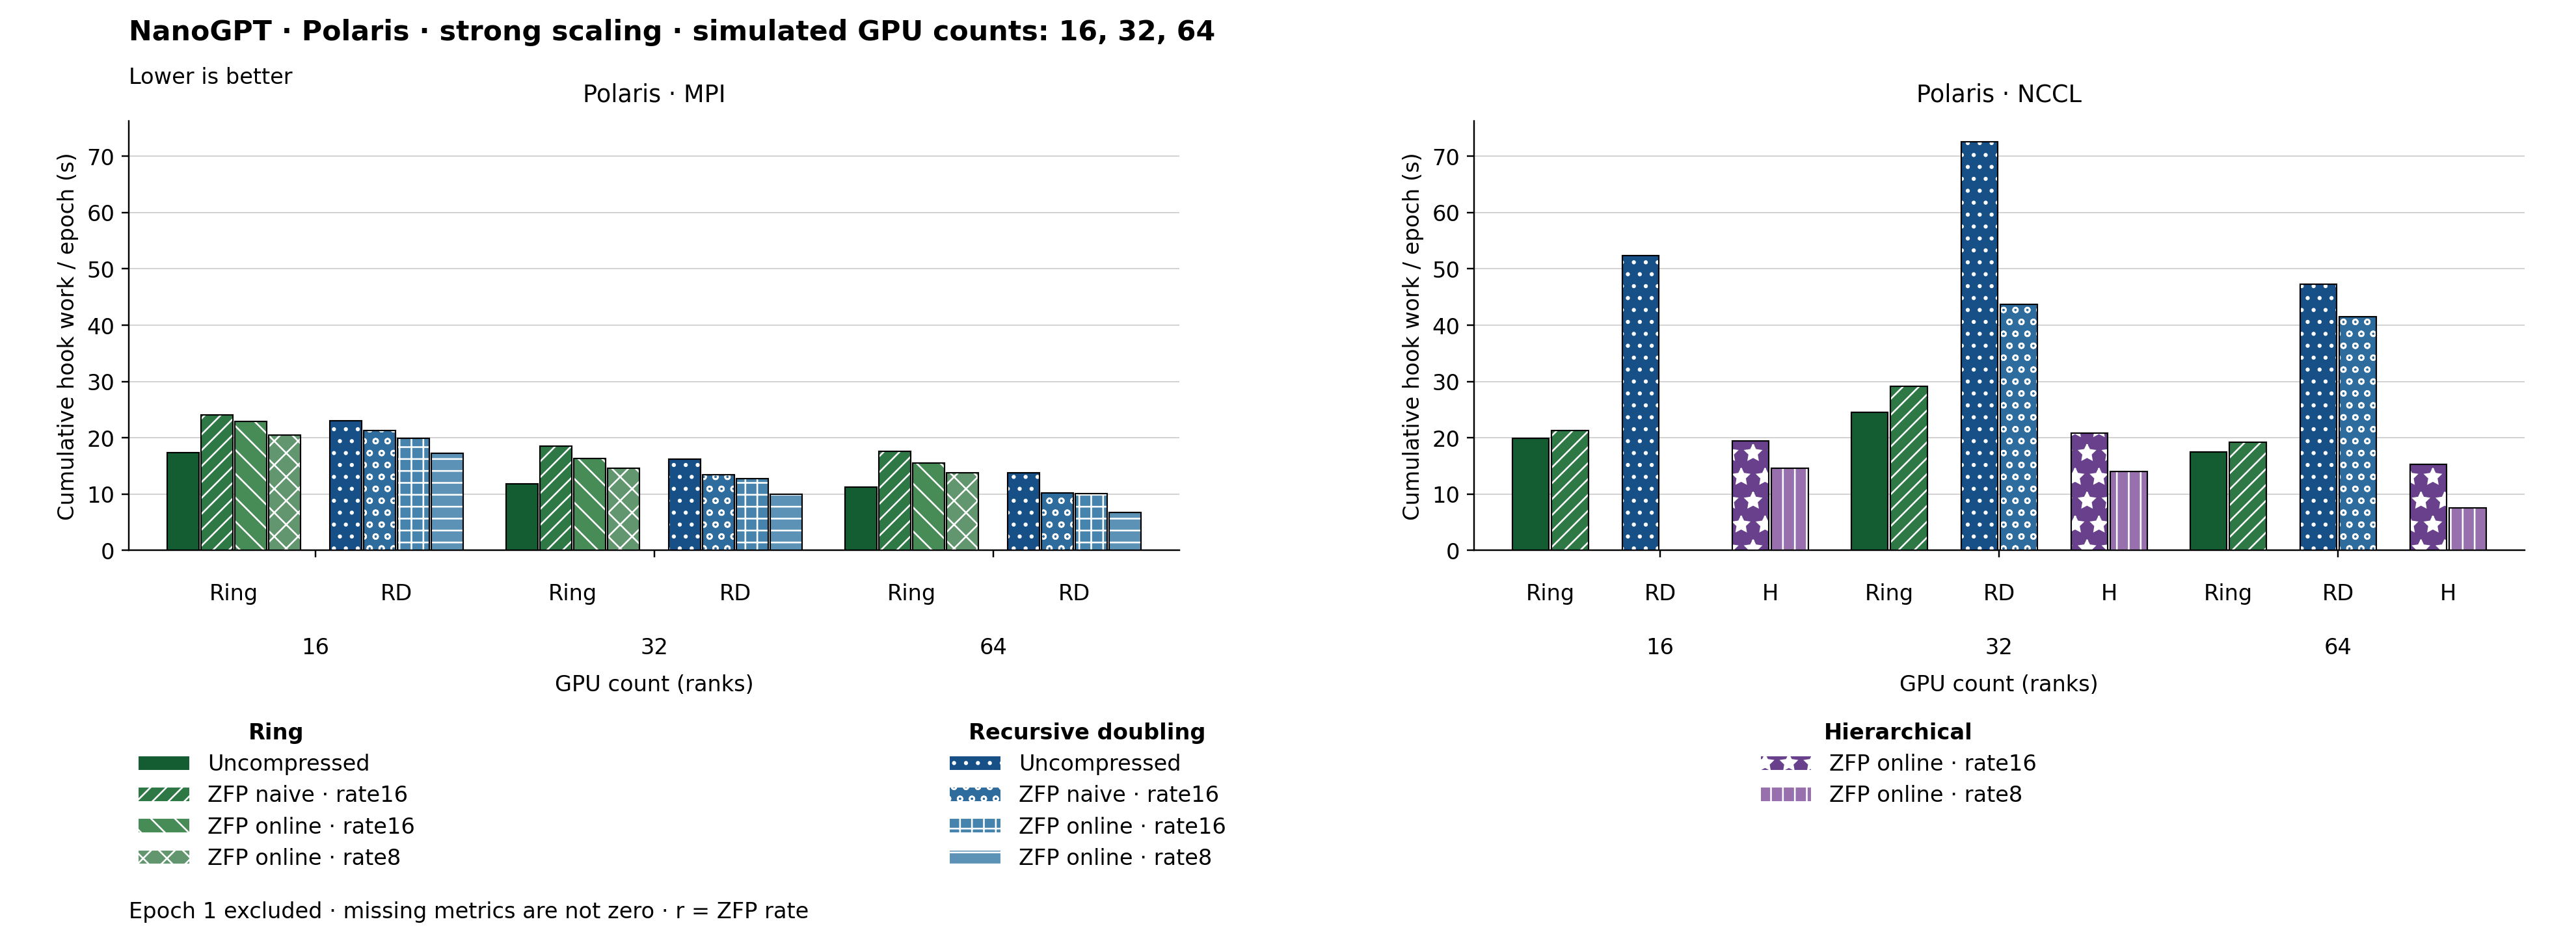 NanoGPT · Polaris · strong scaling · simulated GPU counts: 16, 32, 64
Lower is better
Polaris · MPI
Cumulative hook work / epoch (s)
70
60
50
40
30
20
10
0
Ring RD Ring RD Ring RD
16 32 64
GPU count (ranks)
Polaris · NCCL
Cumulative hook work / epoch (s)
70
60
50
40
30
20
10
0
Ring RD H Ring RD H Ring RD H
16 32 64
GPU count (ranks)
Ring
Uncompressed
ZFP naive · rate16
ZFP online · rate16
ZFP online · rate8
Recursive doubling
Uncompressed
ZFP naive · rate16
ZFP online · rate16
ZFP online · rate8
Hierarchical
ZFP online · rate16
ZFP online · rate8
Epoch 1 excluded · missing metrics are not zero · r = ZFP rate